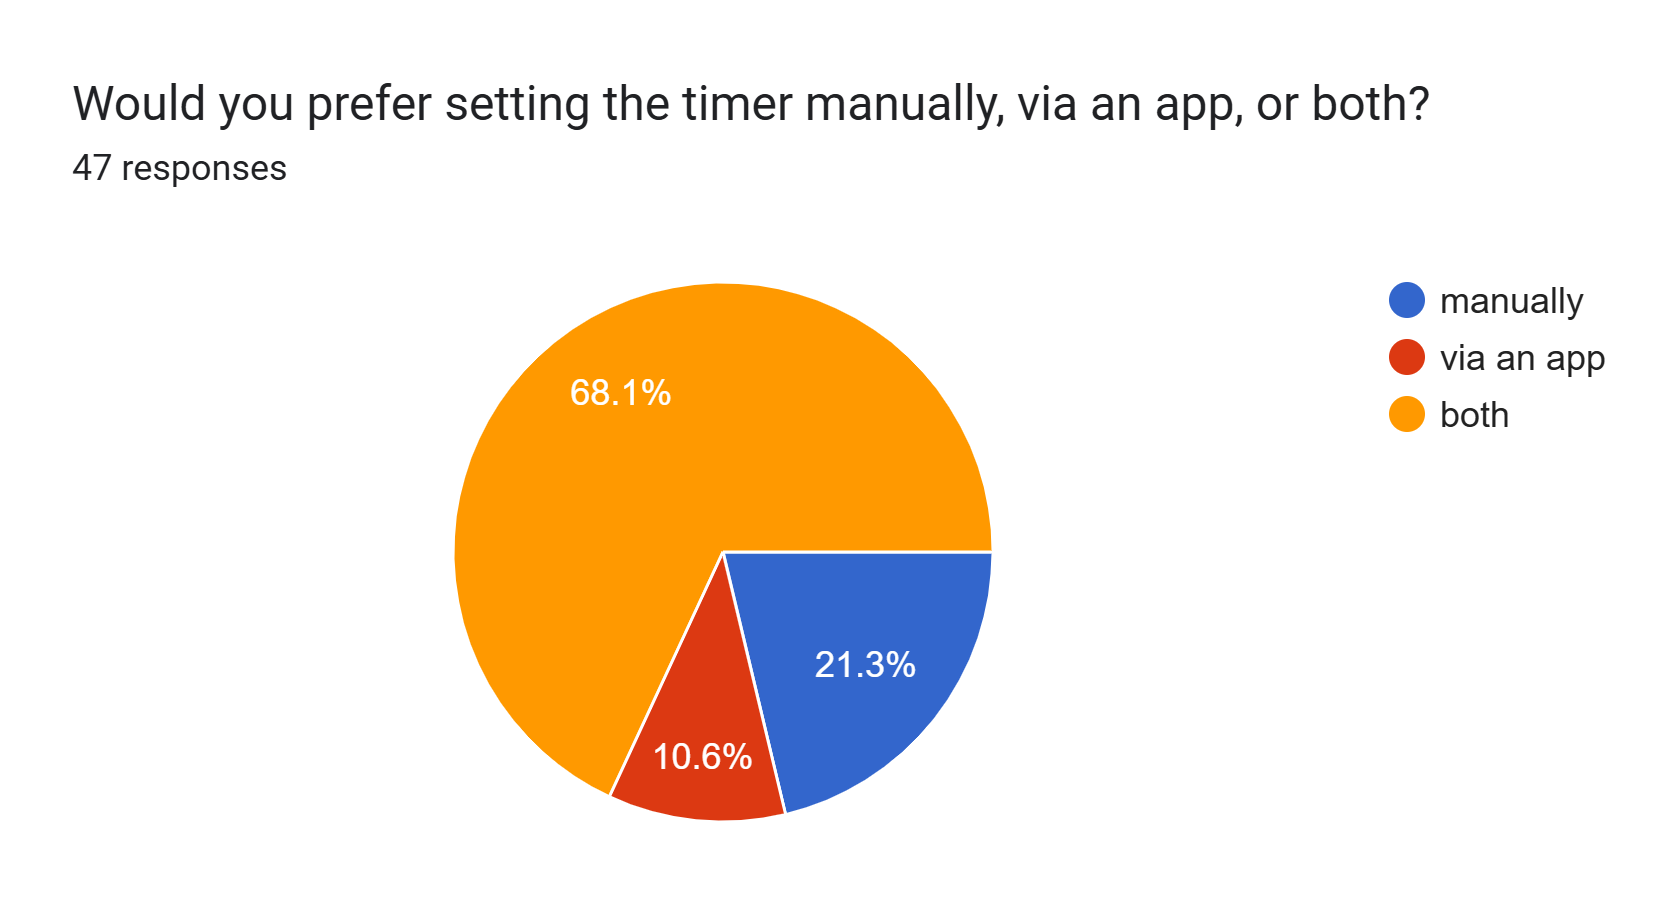 Would you prefer setting the timer manually, via an app, or both?
47 responses
manually
via an app
both
68.1%
21.3%
10.6%